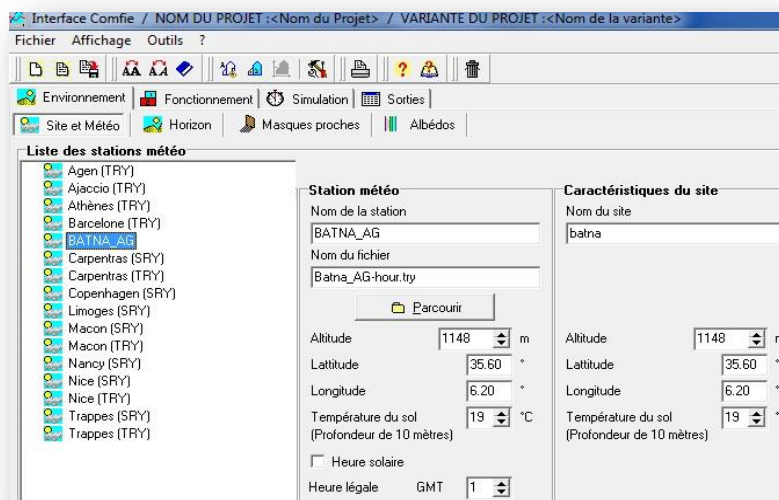 Interface Comfie / NOM DU PROJET :<Nom du Projet> / VARIANTE DU PROJET :<Nom de la variante>
Fichier Affichage Outils ?
Environnement Fonctionnement Simulation Sorties
Site et Météo Horizon Masques proches Albédos
Liste des stations météo
Agen (TRY)
Ajaccio (TRY)
Athènes (TRY)
Barcelone (TRY)
BATNA_AG
Carpentras (SRY)
Carpentras (TRY)
Copenhagen (SRY)
Limoges (SRY)
Macon (SRY)
Macon (TRY)
Nancy (SRY)
Nice (SRY)
Nice (TRY)
Trappes (SRY)
Trappes (TRY)
Station météo
Nom de la station
BATNA_AG
Nom du fichier
Batna_AG-hour.try
Parcourir
Altitude 1148 m
Lattitude 35.60 °
Longitude 6.20 °
Température du sol 19 °C
(Profondeur de 10 mètres)
Heure solaire
Heure légale GMT 1
Caractéristiques du site
Nom du site
batna
Altitude 1148
Lattitude 35.60 °
Longitude 6.20 °
Température du sol 19 °
(Profondeur de 10 mètres)